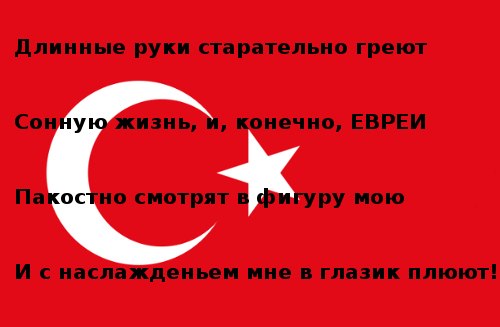 Длинные руки старательно греют
Сонную жизнь, и, конечно, ЕВРЕИ
Пакостно смотрят в фигуру мою
И с наслажденьем мне в глазик плюют!